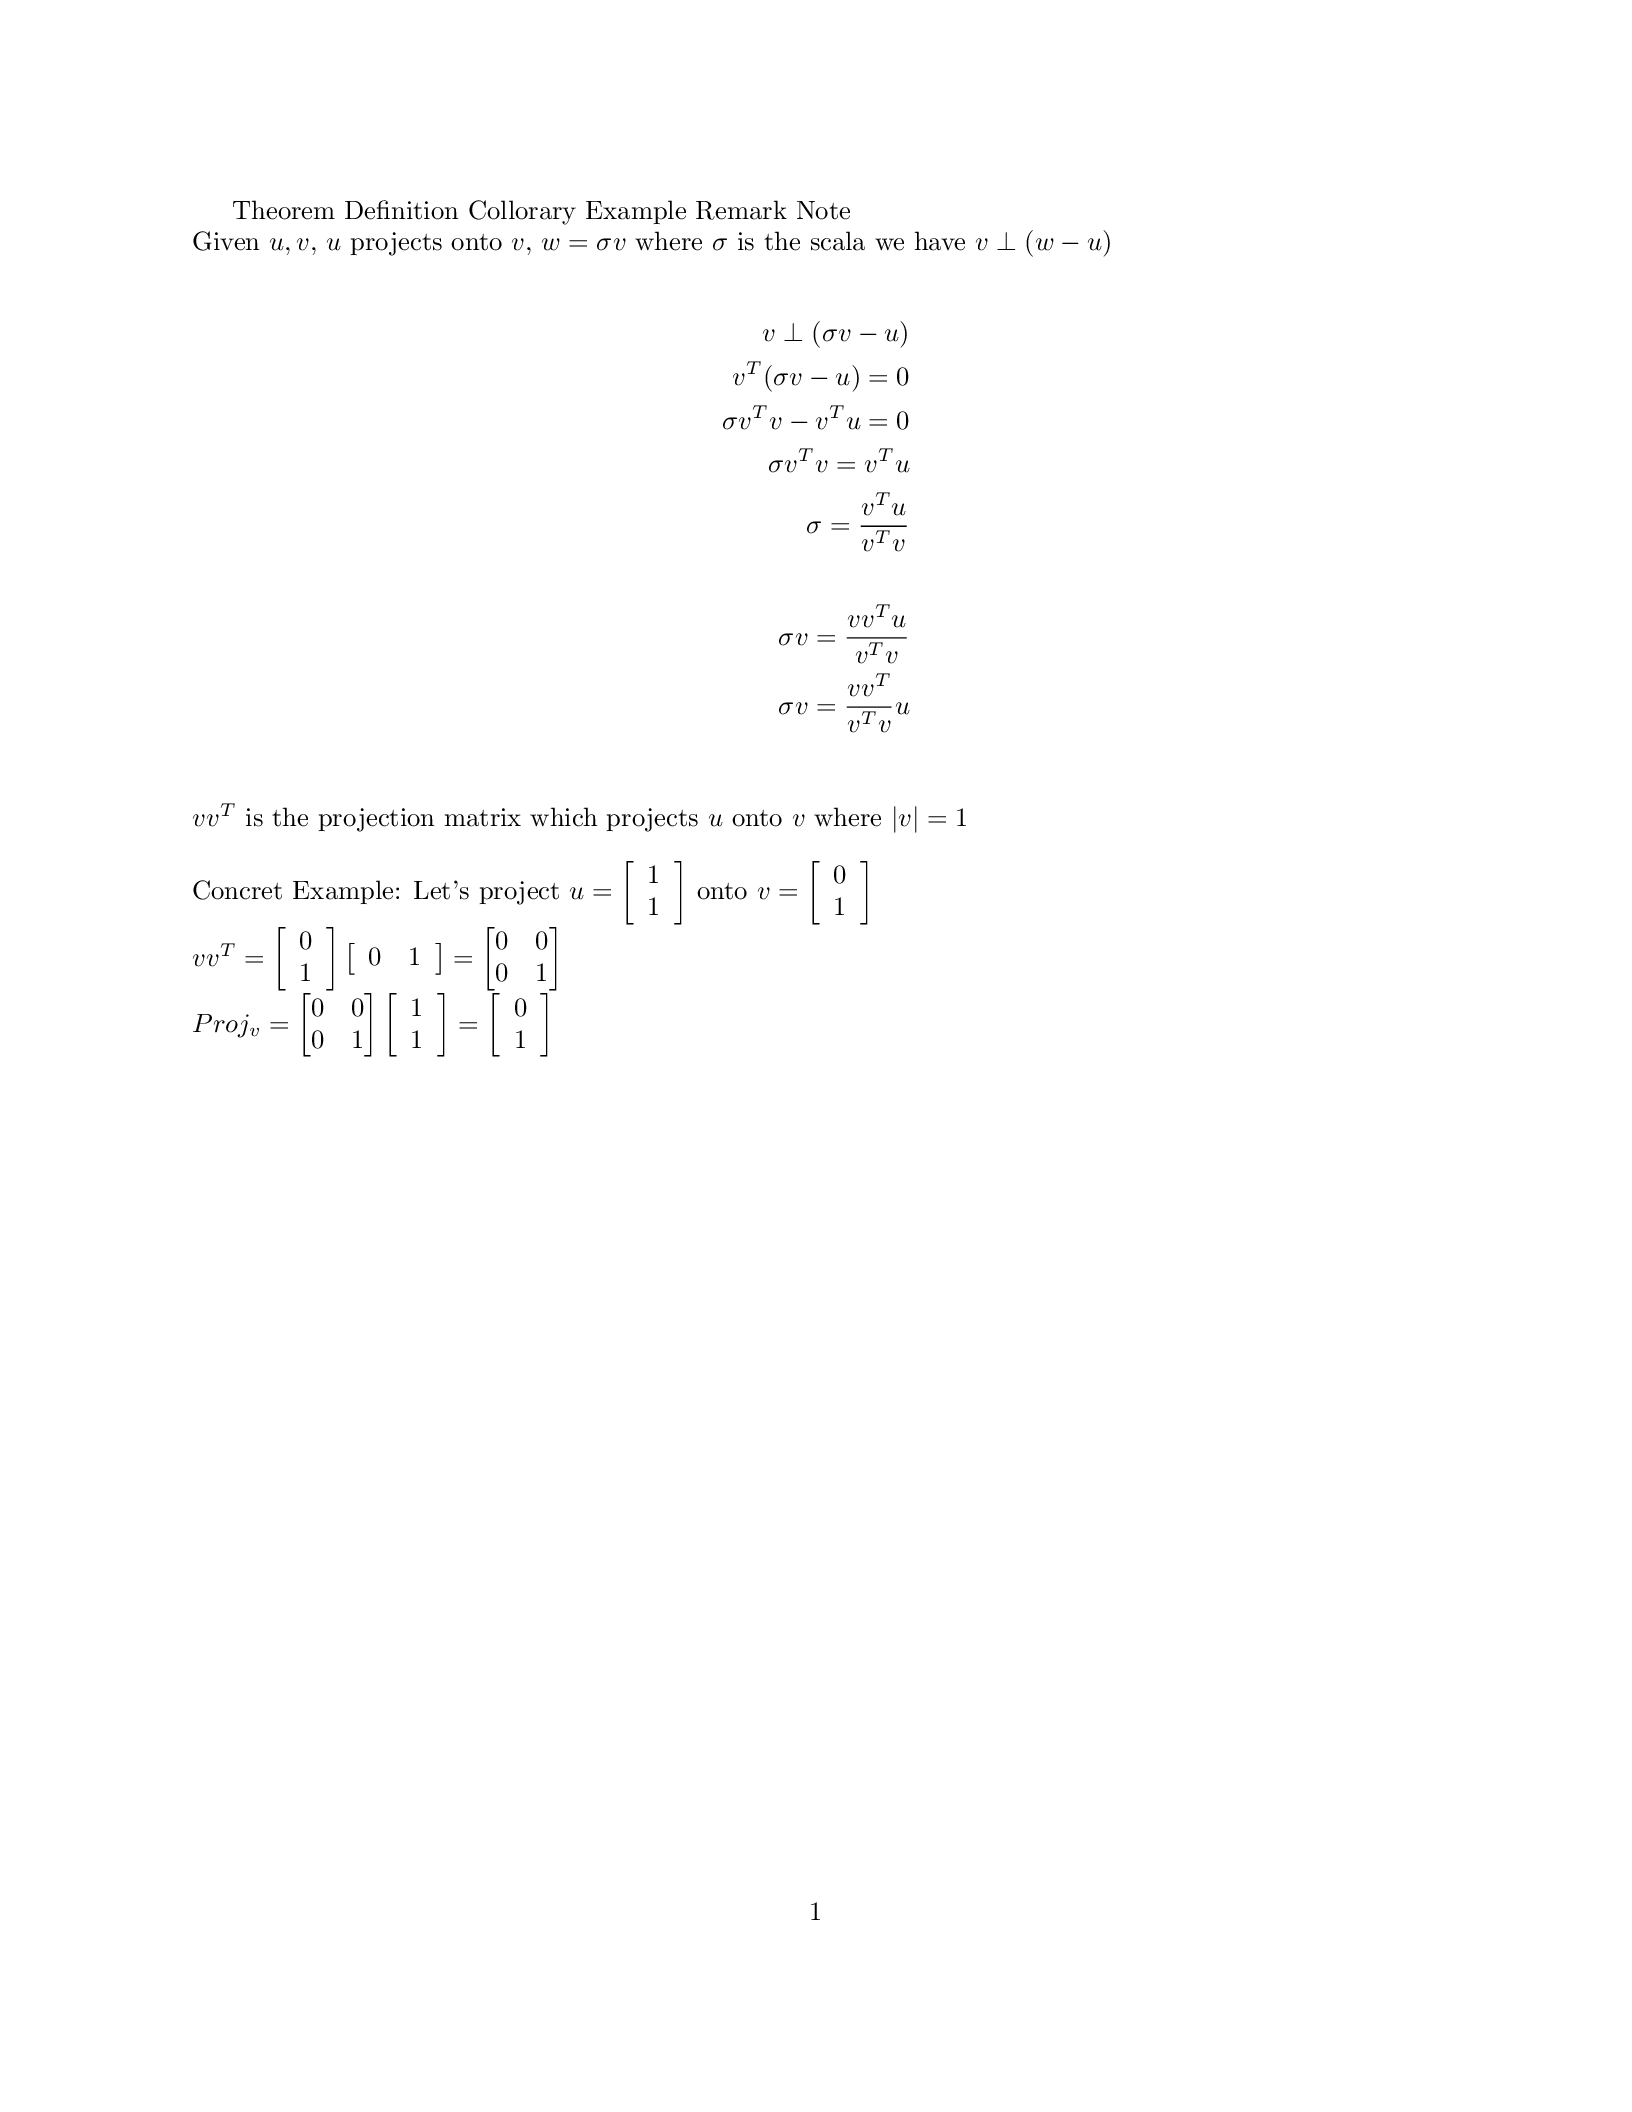 Theorem Definition Collorary Example Remark Note
Given $u, v$, $u$ projects onto $v$, $w = \sigma v$ where $\sigma$ is the scala we have $v \perp (w - u)$
$v \perp (\sigma v - u)$
$v^T(\sigma v - u) = 0$
$\sigma v^T v - v^T u = 0$
$\sigma v^T v = v^T u$
$\sigma = \frac{v^T u}{v^T v}$
$\sigma v = \frac{v v^T u}{v^T v}$
$\sigma v = \frac{v v^T}{v^T v} u$
$vv^T$ is the projection matrix which projects $u$ onto $v$ where $|v| = 1$
Concret Example: Let's project $u = \begin{bmatrix} 1 \\ 1 \end{bmatrix}$ onto $v = \begin{bmatrix} 0 \\ 1 \end{bmatrix}$
$vv^T = \begin{bmatrix} 0 \\ 1 \end{bmatrix} \begin{bmatrix} 0 & 1 \end{bmatrix} = \begin{bmatrix} 0 & 0 \\ 0 & 1 \end{bmatrix}$
$Proj_v = \begin{bmatrix} 0 & 0 \\ 0 & 1 \end{bmatrix} \begin{bmatrix} 1 \\ 1 \end{bmatrix} = \begin{bmatrix} 0 \\ 1 \end{bmatrix}$
1